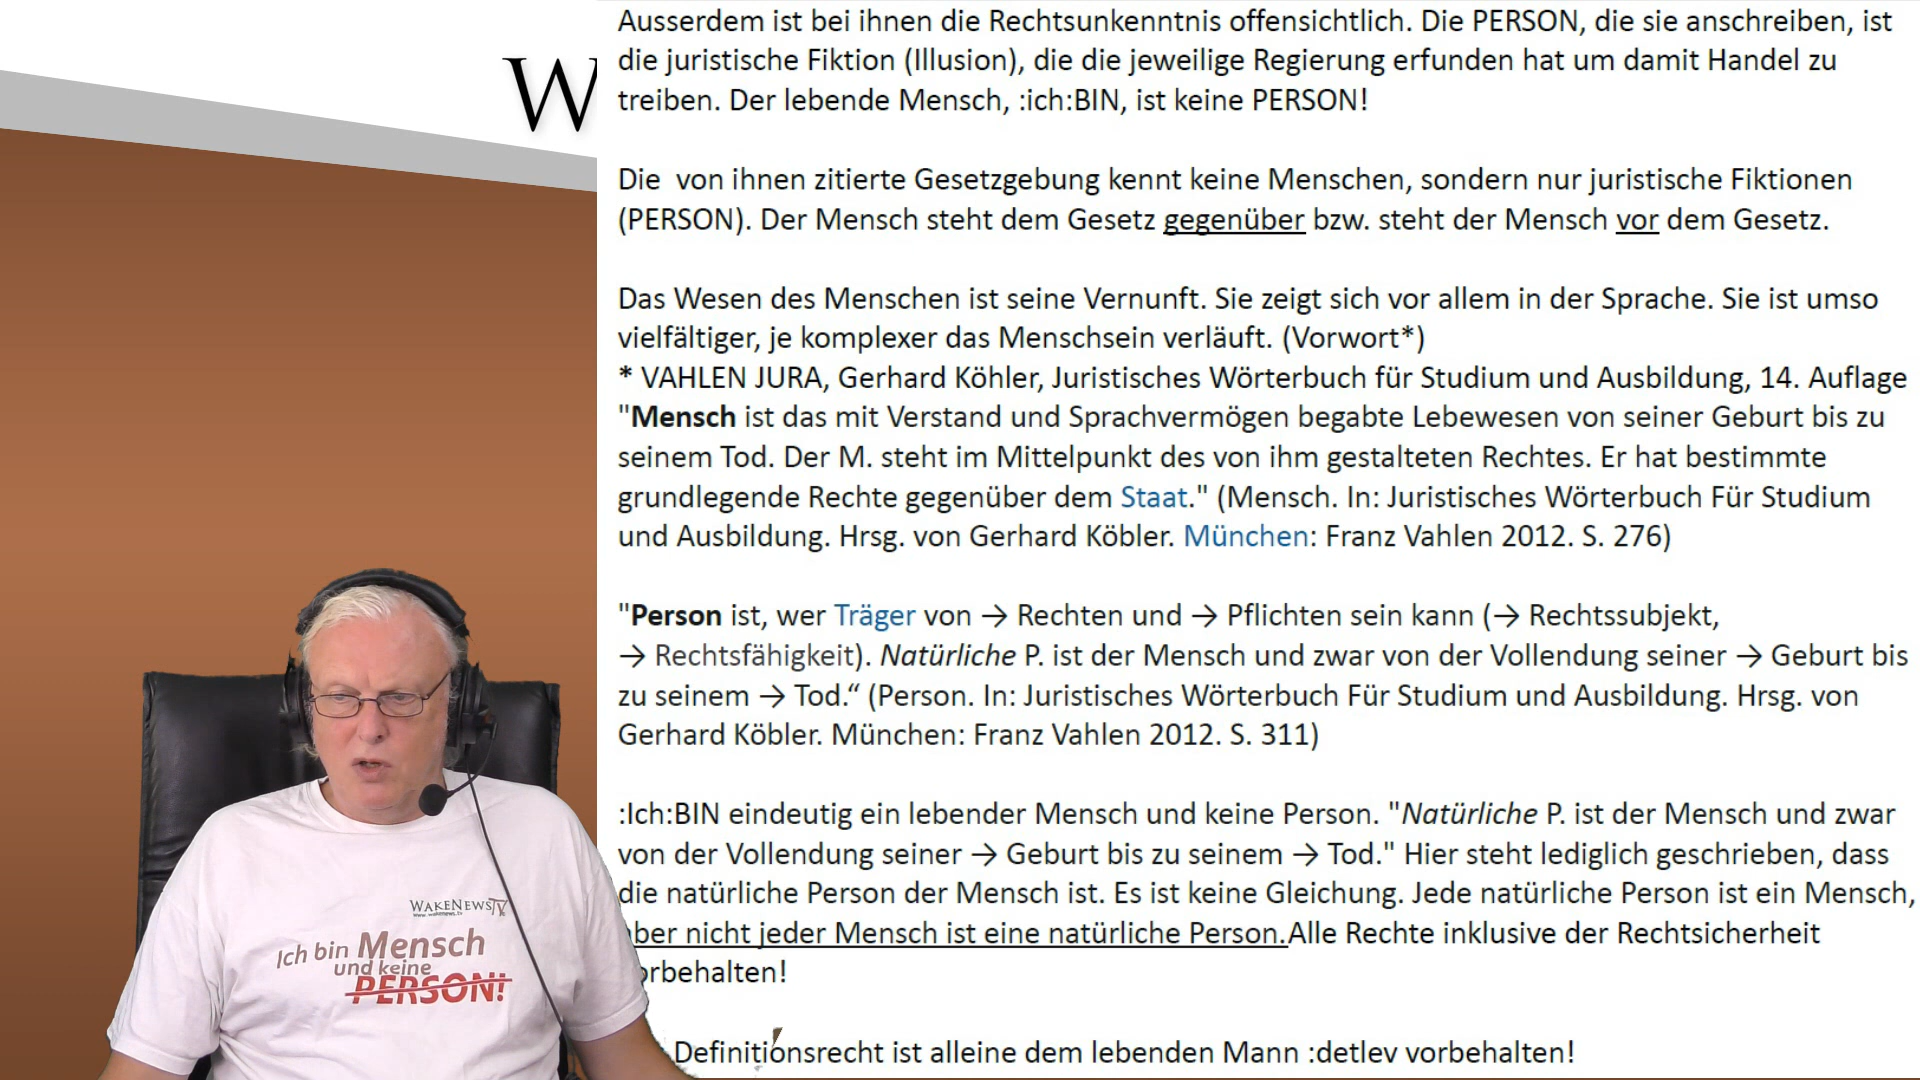 Ausserdem ist bei ihnen die Rechtsunkenntnis offensichtlich. Die PERSON, die sie anschreiben, ist
die juristische Fiktion (Illusion), die die jeweilige Regierung erfunden hat um damit Handel zu
treiben. Der lebende Mensch, :ich:BIN, ist keine PERSON!
W
Die  von ihnen zitierte Gesetzgebung kennt keine Menschen, sondern nur juristische Fiktionen
(PERSON). Der Mensch steht dem Gesetz gegenüber bzw. steht der Mensch vor dem Gesetz.
Das Wesen des Menschen ist seine Vernunft. Sie zeigt sich vor allem in der Sprache. Sie ist umso
vielfältiger, je komplexer das Menschsein verläuft. (Vorwort*)
* VAHLEN JURA, Gerhard Köhler, Juristisches Wörterbuch für Studium und Ausbildung, 14. Auflage
"Mensch ist das mit Verstand und Sprachvermögen begabte Lebewesen von seiner Geburt bis zu
seinem Tod. Der M. steht im Mittelpunkt des von ihm gestalteten Rechtes. Er hat bestimmte
grundlegende Rechte gegenüber dem Staat." (Mensch. In: Juristisches Wörterbuch Für Studium
und Ausbildung. Hrsg. von Gerhard Köbler. München: Franz Vahlen 2012. S. 276)
"Person ist, wer Träger von → Rechten und → Pflichten sein kann (→ Rechtssubjekt,
→ Rechtsfähigkeit). Natürliche P. ist der Mensch und zwar von der Vollendung seiner → Geburt bis
zu seinem → Tod.“ (Person. In: Juristisches Wörterbuch Für Studium und Ausbildung. Hrsg. von
Gerhard Köbler. München: Franz Vahlen 2012. S. 311)
:Ich:BIN eindeutig ein lebender Mensch und keine Person. "Natürliche P. ist der Mensch und zwar
von der Vollendung seiner → Geburt bis zu seinem → Tod." Hier steht lediglich geschrieben, dass
die natürliche Person der Mensch ist. Es ist keine Gleichung. Jede natürliche Person ist ein Mensch,
aber nicht jeder Mensch ist eine natürliche Person.Alle Rechte inklusive der Rechtsicherheit
orbehalten!
Definitionsrecht ist alleine dem lebenden Mann :detlev vorbehalten!
WAKENEWSTV
www.wakenews.tv
Ich bin Mensch
und keine
PERSON!